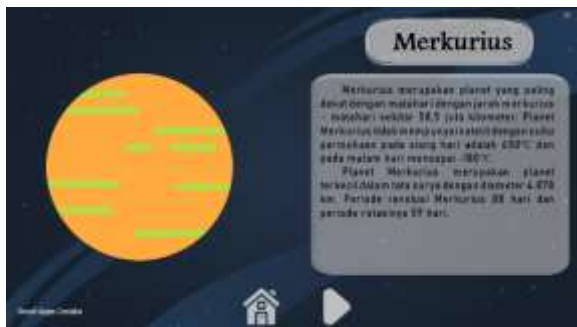 Merkurius
Merkurius merupakan planet yang paling
dekat dengan matahari dengan jarak merkurius
- matahari sekitar 58,5 juta kilometer. Planet
Merkurius tidak mempunyai satelit dengan suhu
permukaan pada siang hari adalah 450°C dan
pada malam hari mencapai -180°C.
Planet Merkurius merupakan planet
terkecil dalam tata surya dengan diameter 4.878
km. Periode revolusi Merkurius 88 hari dan
periode rotasinya 59 hari.